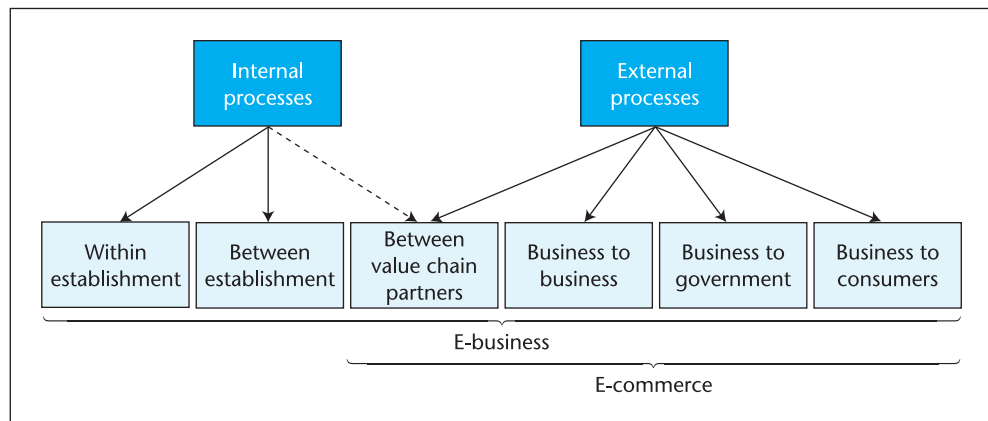 Internal
processes
External
processes
Within
establishment
Between
establishment
Between
value chain
partners
Business to
business
Business to
government
Business to
consumers
E-business
E-commerce